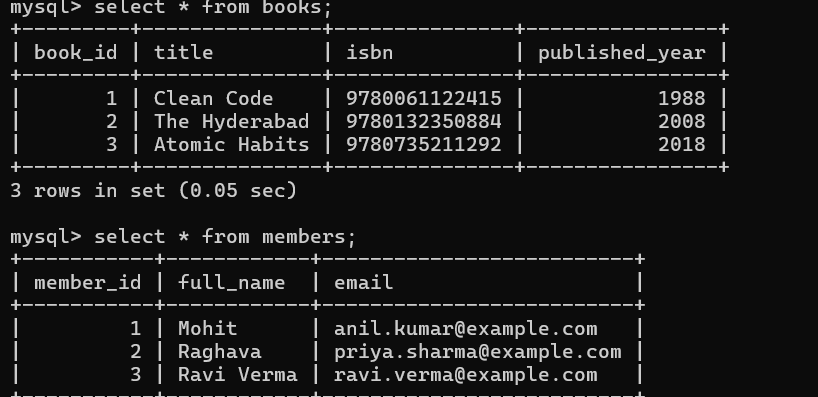 mysql> select * from books;
+---------+--------------+---------------+----------------+
| book_id | title | isbn | published_year |
+---------+--------------+---------------+----------------+
| 1 | Clean Code | 9780061122415 | 1988 |
| 2 | The Hyderabad | 9780132350884 | 2008 |
| 3 | Atomic Habits | 9780735211292 | 2018 |
+---------+--------------+---------------+----------------+
3 rows in set (0.05 sec)
mysql> select * from members;
+-----------+------------+--------------------------+
| member_id | full_name | email |
+-----------+------------+--------------------------+
| 1 | Mohit | anil.kumar@example.com |
| 2 | Raghava | priya.sharma@example.com |
| 3 | Ravi Verma | ravi.verma@example.com |
+-----------+------------+--------------------------+